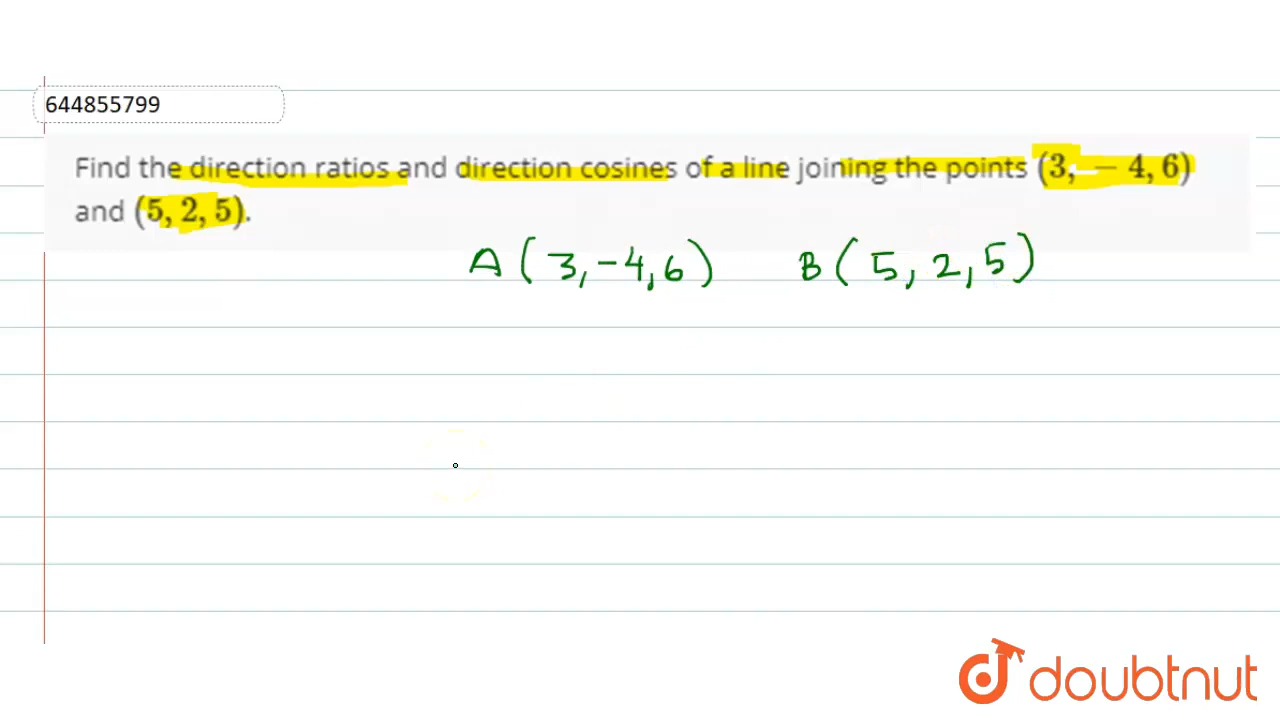 644855799
Find the direction ratios and direction cosines of a line joining the points (3, − 4, 6)
and (5, 2, 5).
A (3, -4, 6) B (5, 2, 5)
doubtnut